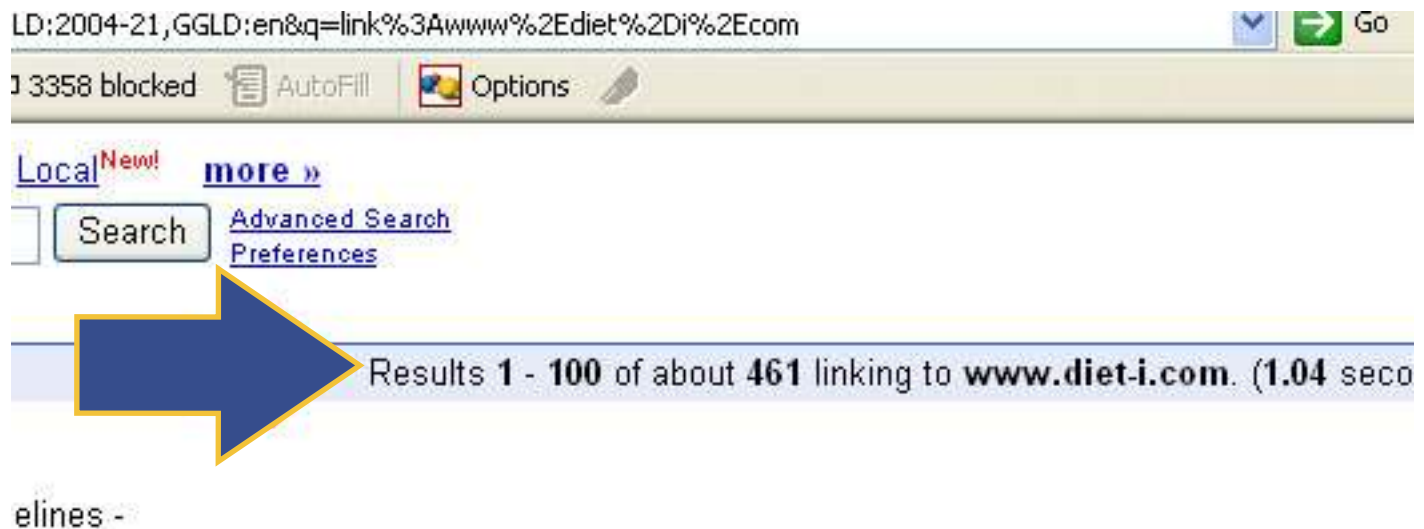 LD:2004-21,GGLD:en&q=link%3Awww%2Ediet%2Di%2Ecom Go
3358 blocked AutoFill Options
Local New! more »
Search Advanced Search
Preferences
Results 1 - 100 of about 461 linking to www.diet-i.com. (1.04 seco
elines -